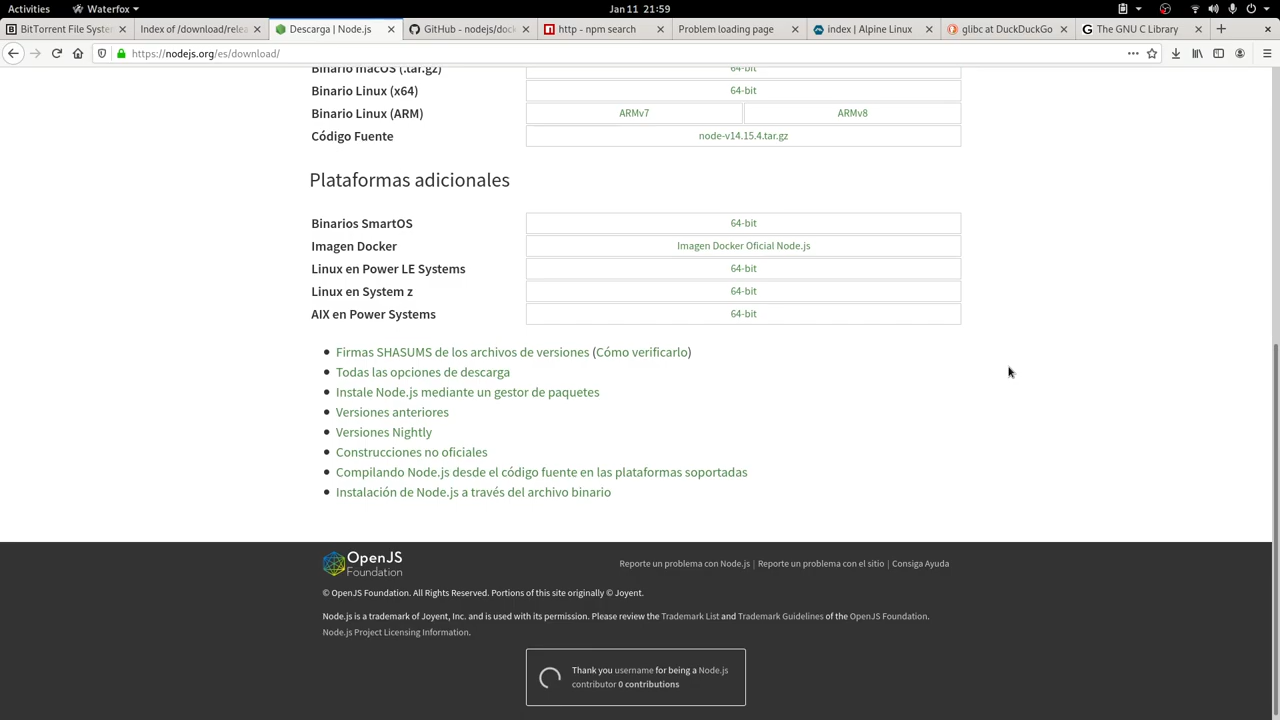 Activities Waterfox Jan 11 21:59
BitTorrent File Syste Index of /download/relea Descarga | Node.js GitHub - nodejs/dock http - npm search Problem loading page index | Alpine Linux glibc at DuckDuckGo The GNU C Library
https://nodejs.org/es/download/
Binario macOS (.tar.gz) 64-bit
Binario Linux (x64) 64-bit
Binario Linux (ARM) ARMv7 ARMv8
Código Fuente node-v14.15.4.tar.gz
Plataformas adicionales
Binarios SmartOS 64-bit
Imagen Docker Imagen Docker Oficial Node.js
Linux en Power LE Systems 64-bit
Linux en System z 64-bit
AIX en Power Systems 64-bit
Firmas SHASUMS de los archivos de versiones (Cómo verificarlo)
Todas las opciones de descarga
Instale Node.js mediante un gestor de paquetes
Versiones anteriores
Versiones Nightly
Construcciones no oficiales
Compilando Node.js desde el código fuente en las plataformas soportadas
Instalación de Node.js a través del archivo binario
OpenJS Foundation
Reporte un problema con Node.js | Reporte un problema con el sitio | Consiga Ayuda
© OpenJS Foundation. All Rights Reserved. Portions of this site originally © Joyent.
Node.js is a trademark of Joyent, Inc. and is used with its permission. Please review the Trademark List and Trademark Guidelines of the OpenJS Foundation.
Node.js Project Licensing Information.
Thank you username for being a Node.js
contributor 0 contributions